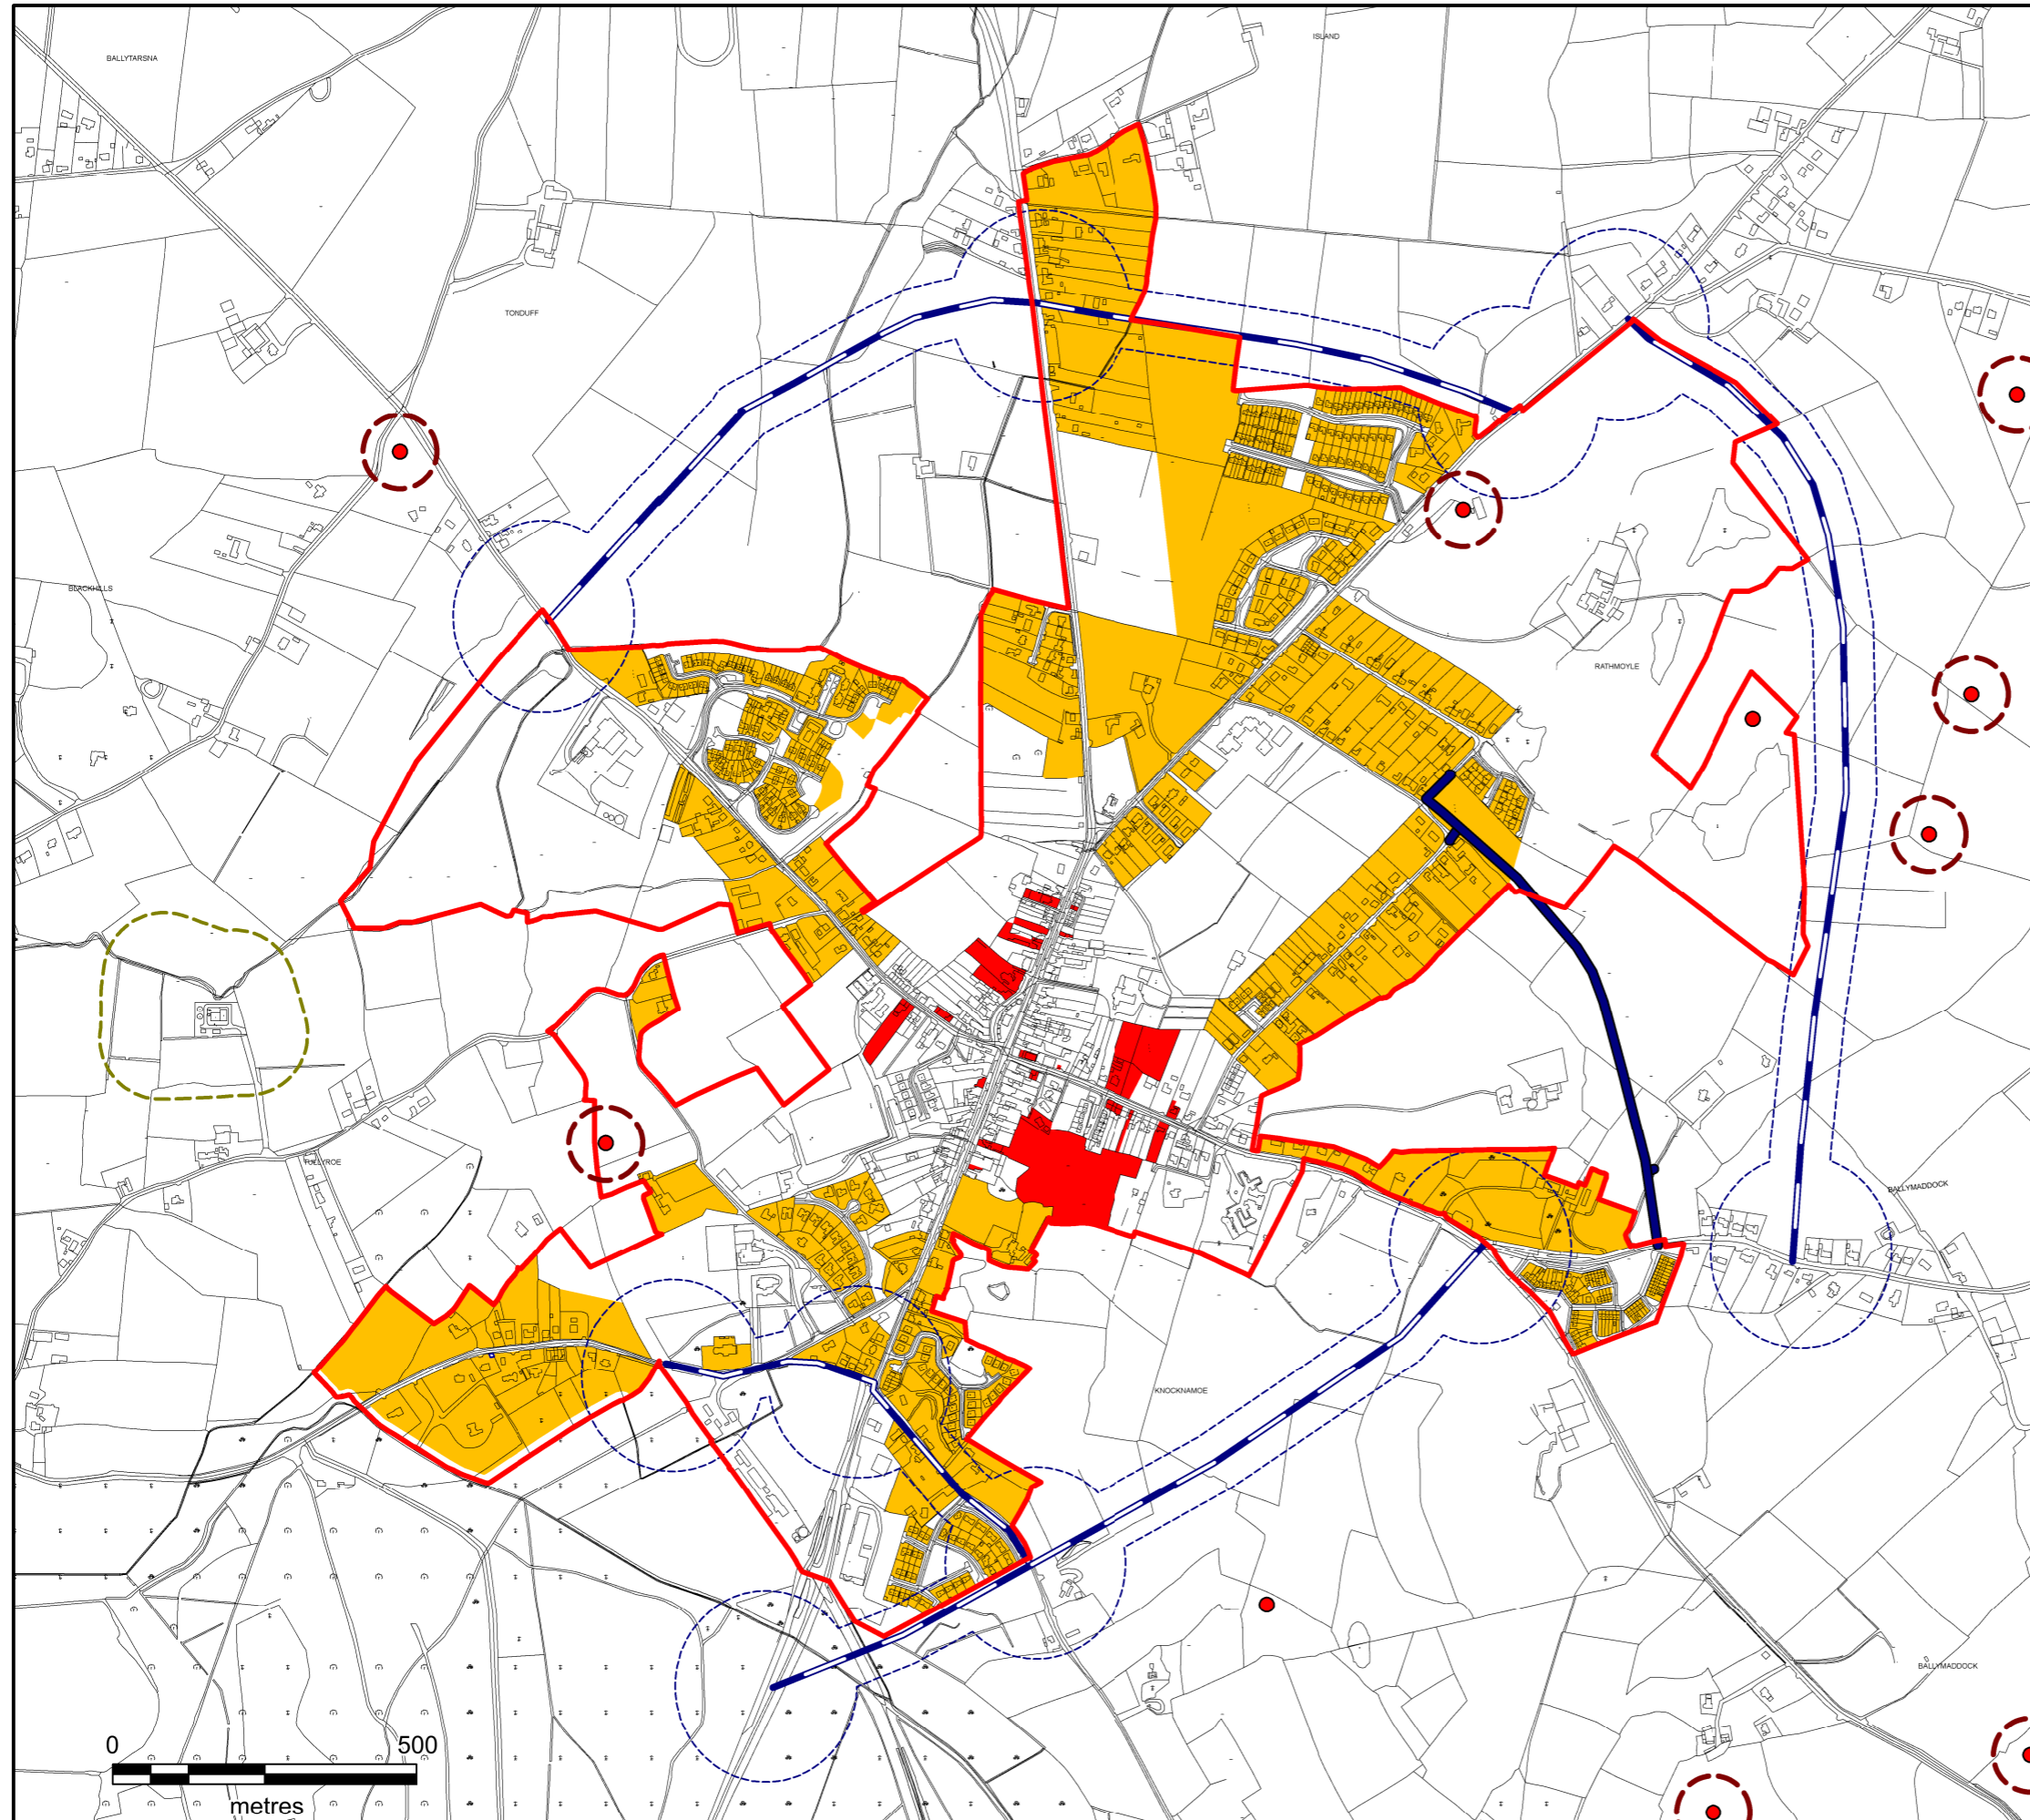 ISLAND
BALLYTARSNA
TONDUFF
BLACKHILLS
RATHMOYLE
TULLYROE
BALLYMADDOCK
KNOCKNAMOE
BALLYMADDOCK
0 500
metres